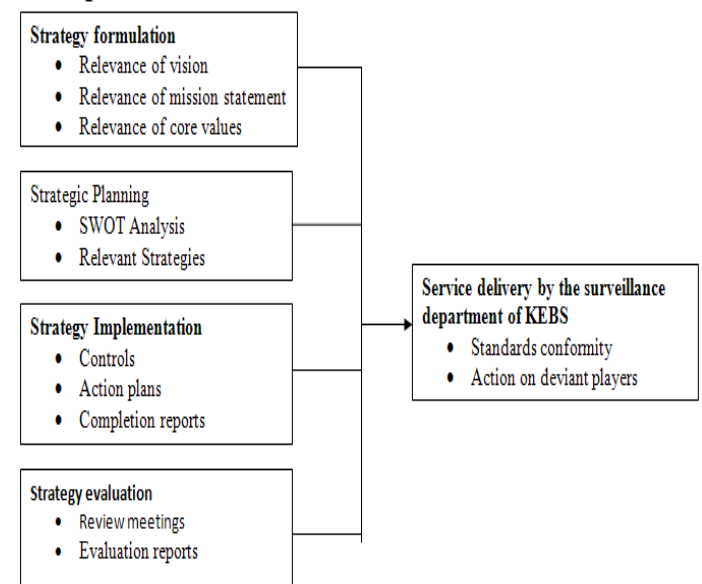 Strategy formulation
• Relevance of vision
• Relevance of mission statement
• Relevance of core values
Strategic Planning
• SWOT Analysis
• Relevant Strategies
Strategy Implementation
• Controls
• Action plans
• Completion reports
Strategy evaluation
• Review meetings
• Evaluation reports
Service delivery by the surveillance
department of KEBS
• Standards conformity
• Action on deviant players